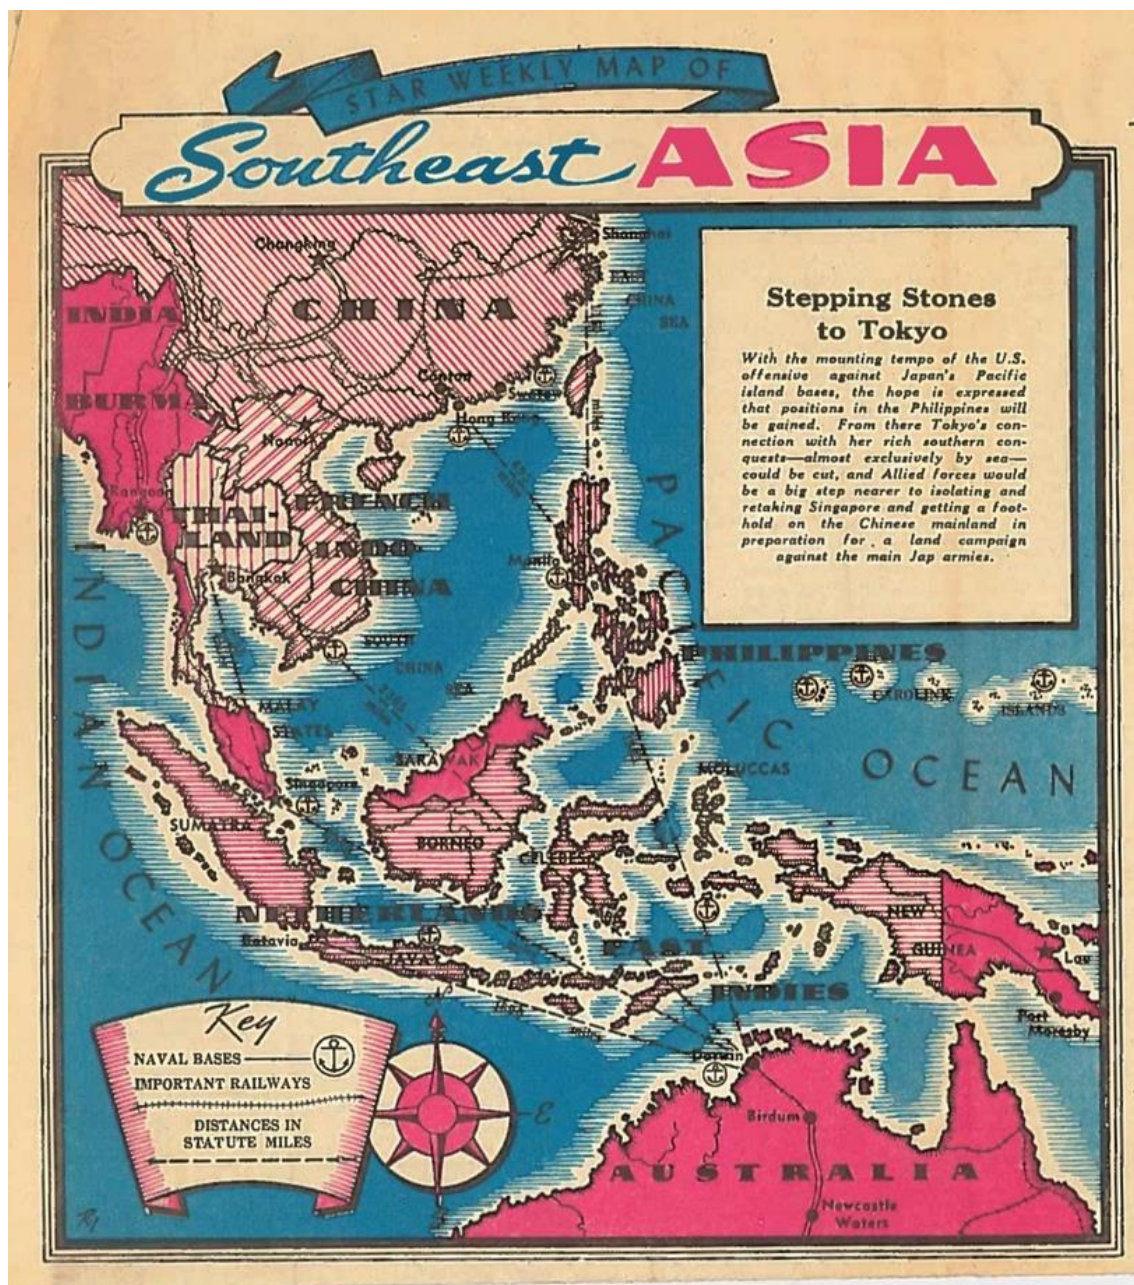 STAR WEEKLY MAP OF
Southeast ASIA
Stepping Stones
to Tokyo
With the mounting tempo of the U.S.
offensive against Japan's Pacific
island bases, the hope is expressed
that positions in the Philippines will
be gained. From there Tokyo's con-
nection with her rich southern con-
quests—almost exclusively by sea—
could be cut, and Allied forces would
be a big step nearer to isolating and
retaking Singapore and getting a foot-
hold on the Chinese mainland in
preparation for a land campaign
against the main Jap armies.
Shanghai
Chungking
EAST
CHINA
SEA
CHINA
INDIA
BURMA
Canton
Swatow
Hong Kong
miles
Hanoi
Rangoon
THAI-
LAND
FRENCH
INDO-
CHINA
Bangkok
Manila
PACIFIC
OCEAN
INDIAN
OCEAN
SOUTH
CHINA
SEA
PHILIPPINES
CAROLINE
ISLANDS
MALAY
STATES
SARAWAK
MOLUCCAS
Singapore
SUMATRA
BORNEO
CELEBES
NETHERLANDS
EAST
INDIES
NEW
GUINEA
Lae
Batavia
JAVA
miles
Port
Moresby
Darwin
Birdum
AUSTRALIA
Newcastle
Waters
Key
NAVAL BASES
IMPORTANT RAILWAYS
DISTANCES IN
STATUTE MILES
N
E
S